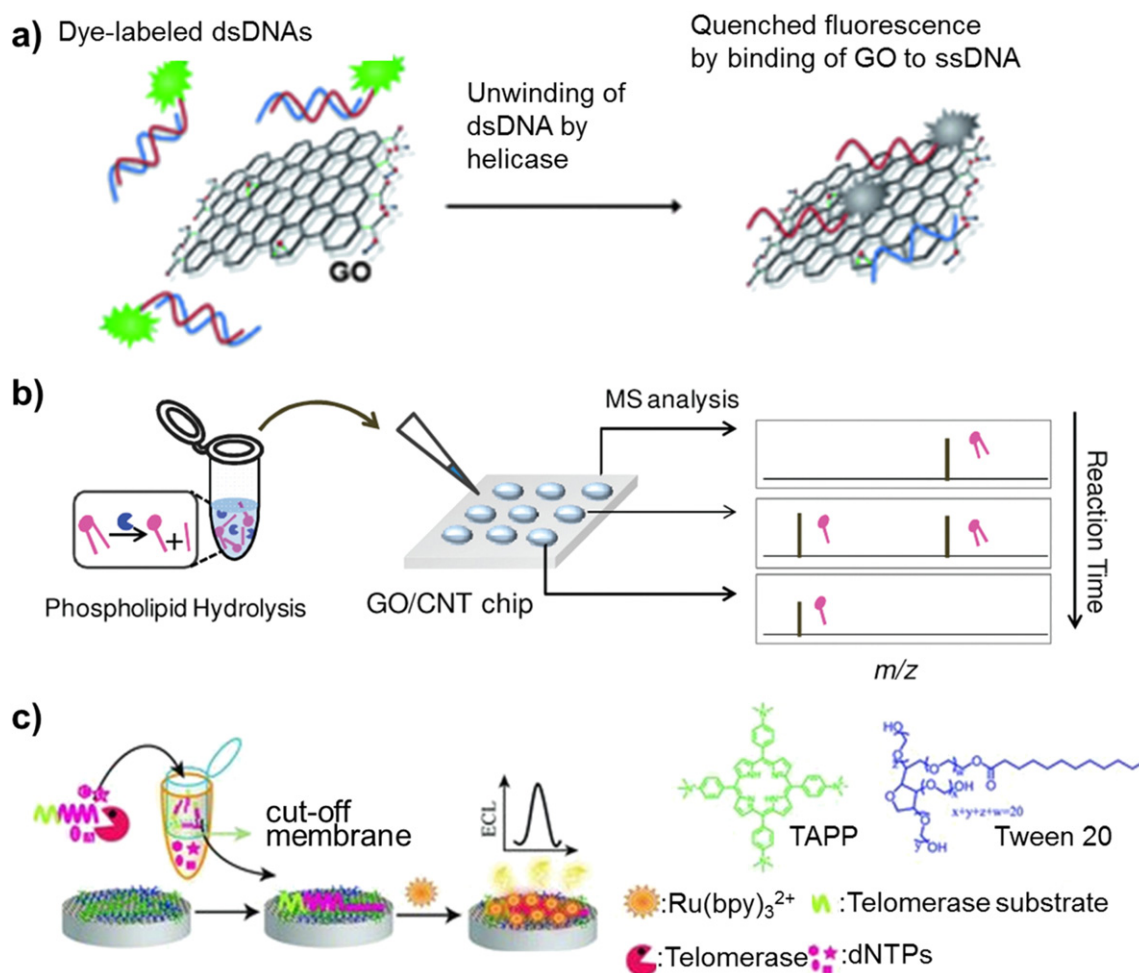 a) Dye-labeled dsDNAs
Quenched fluorescence
by binding of GO to ssDNA
Unwinding of
dsDNA by
helicase
GO
b)
MS analysis
Phospholipid Hydrolysis
GO/CNT chip
Reaction Time
m/z
c)
cut-off
membrane
ECL
TAPP
x+y+z+w=20
Tween 20
:Ru(bpy)₃²⁺ :Telomerase substrate
:Telomerase :dNTPs